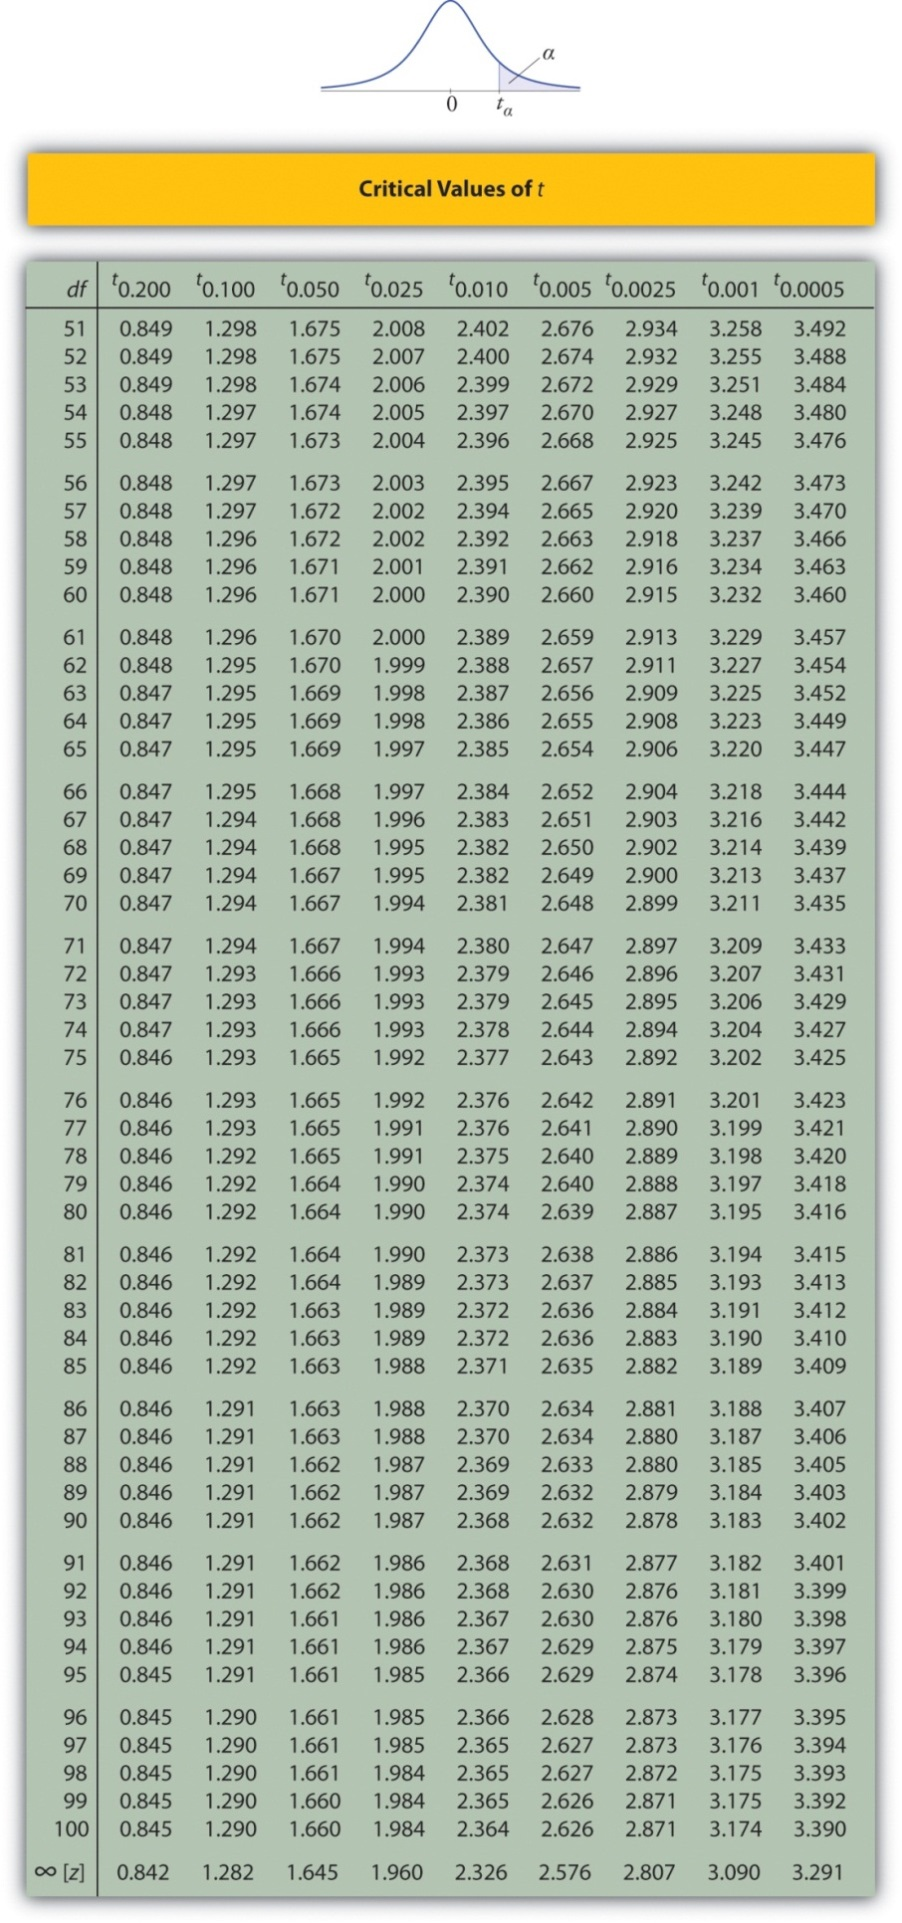 α
0 tα
Critical Values of t
df t0.200 t0.100 t0.050 t0.025 t0.010 t0.005 t0.0025 t0.001 t0.0005
51 0.849 1.298 1.675 2.008 2.402 2.676 2.934 3.258 3.492
52 0.849 1.298 1.675 2.007 2.400 2.674 2.932 3.255 3.488
53 0.849 1.298 1.674 2.006 2.399 2.672 2.929 3.251 3.484
54 0.848 1.297 1.674 2.005 2.397 2.670 2.927 3.248 3.480
55 0.848 1.297 1.673 2.004 2.396 2.668 2.925 3.245 3.476
56 0.848 1.297 1.673 2.003 2.395 2.667 2.923 3.242 3.473
57 0.848 1.297 1.672 2.002 2.394 2.665 2.920 3.239 3.470
58 0.848 1.296 1.672 2.002 2.392 2.663 2.918 3.237 3.466
59 0.848 1.296 1.671 2.001 2.391 2.662 2.916 3.234 3.463
60 0.848 1.296 1.671 2.000 2.390 2.660 2.915 3.232 3.460
61 0.848 1.296 1.670 2.000 2.389 2.659 2.913 3.229 3.457
62 0.848 1.295 1.670 1.999 2.388 2.657 2.911 3.227 3.454
63 0.847 1.295 1.669 1.998 2.387 2.656 2.909 3.225 3.452
64 0.847 1.295 1.669 1.998 2.386 2.655 2.908 3.223 3.449
65 0.847 1.295 1.669 1.997 2.385 2.654 2.906 3.220 3.447
66 0.847 1.295 1.668 1.997 2.384 2.652 2.904 3.218 3.444
67 0.847 1.294 1.668 1.996 2.383 2.651 2.903 3.216 3.442
68 0.847 1.294 1.668 1.995 2.382 2.650 2.902 3.214 3.439
69 0.847 1.294 1.667 1.995 2.382 2.649 2.900 3.213 3.437
70 0.847 1.294 1.667 1.994 2.381 2.648 2.899 3.211 3.435
71 0.847 1.294 1.667 1.994 2.380 2.647 2.897 3.209 3.433
72 0.847 1.293 1.666 1.993 2.379 2.646 2.896 3.207 3.431
73 0.847 1.293 1.666 1.993 2.379 2.645 2.895 3.206 3.429
74 0.847 1.293 1.666 1.993 2.378 2.644 2.894 3.204 3.427
75 0.846 1.293 1.665 1.992 2.377 2.643 2.892 3.202 3.425
76 0.846 1.293 1.665 1.992 2.376 2.642 2.891 3.201 3.423
77 0.846 1.293 1.665 1.991 2.376 2.641 2.890 3.199 3.421
78 0.846 1.292 1.665 1.991 2.375 2.640 2.889 3.198 3.420
79 0.846 1.292 1.664 1.990 2.374 2.640 2.888 3.197 3.418
80 0.846 1.292 1.664 1.990 2.374 2.639 2.887 3.195 3.416
81 0.846 1.292 1.664 1.990 2.373 2.638 2.886 3.194 3.415
82 0.846 1.292 1.664 1.989 2.373 2.637 2.885 3.193 3.413
83 0.846 1.292 1.663 1.989 2.372 2.636 2.884 3.191 3.412
84 0.846 1.292 1.663 1.989 2.372 2.636 2.883 3.190 3.410
85 0.846 1.292 1.663 1.988 2.371 2.635 2.882 3.189 3.409
86 0.846 1.291 1.663 1.988 2.370 2.634 2.881 3.188 3.407
87 0.846 1.291 1.663 1.988 2.370 2.634 2.880 3.187 3.406
88 0.846 1.291 1.662 1.987 2.369 2.633 2.880 3.185 3.405
89 0.846 1.291 1.662 1.987 2.369 2.632 2.879 3.184 3.403
90 0.846 1.291 1.662 1.987 2.368 2.632 2.878 3.183 3.402
91 0.846 1.291 1.662 1.986 2.368 2.631 2.877 3.182 3.401
92 0.846 1.291 1.662 1.986 2.368 2.630 2.876 3.181 3.399
93 0.846 1.291 1.661 1.986 2.367 2.630 2.876 3.180 3.398
94 0.846 1.291 1.661 1.986 2.367 2.629 2.875 3.179 3.397
95 0.845 1.291 1.661 1.985 2.366 2.629 2.874 3.178 3.396
96 0.845 1.290 1.661 1.985 2.366 2.628 2.873 3.177 3.395
97 0.845 1.290 1.661 1.985 2.365 2.627 2.873 3.176 3.394
98 0.845 1.290 1.661 1.984 2.365 2.627 2.872 3.175 3.393
99 0.845 1.290 1.660 1.984 2.365 2.626 2.871 3.175 3.392
100 0.845 1.290 1.660 1.984 2.364 2.626 2.871 3.174 3.390
∞ [z] 0.842 1.282 1.645 1.960 2.326 2.576 2.807 3.090 3.291